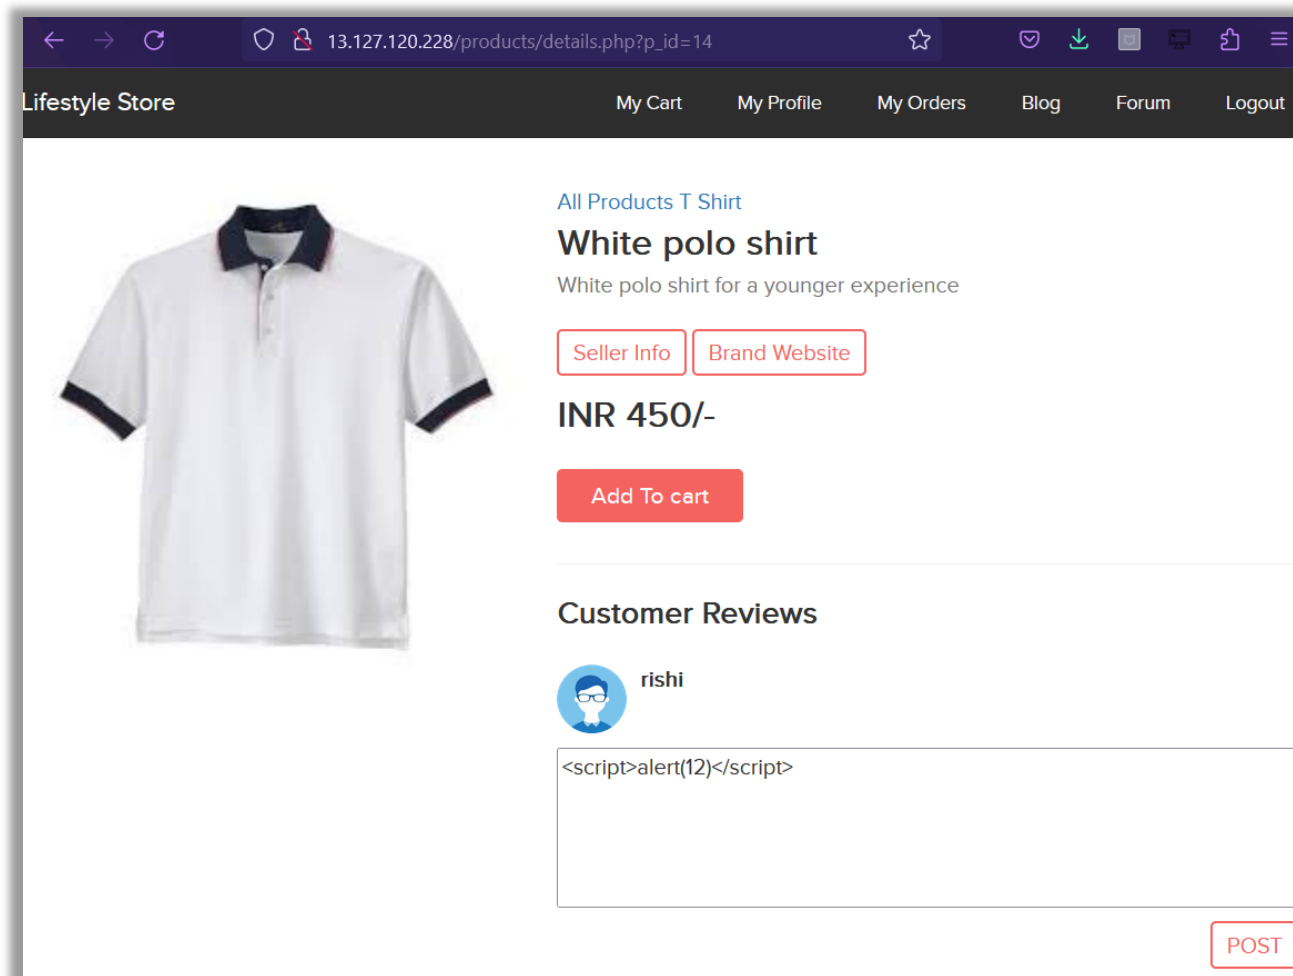 13.127.120.228/products/details.php?p_id=14
Lifestyle Store My Cart My Profile My Orders Blog Forum Logout
All Products T Shirt
White polo shirt
White polo shirt for a younger experience
Seller Info Brand Website
INR 450/-
Add To cart
Customer Reviews
rishi
<script>alert(12)</script>
POST